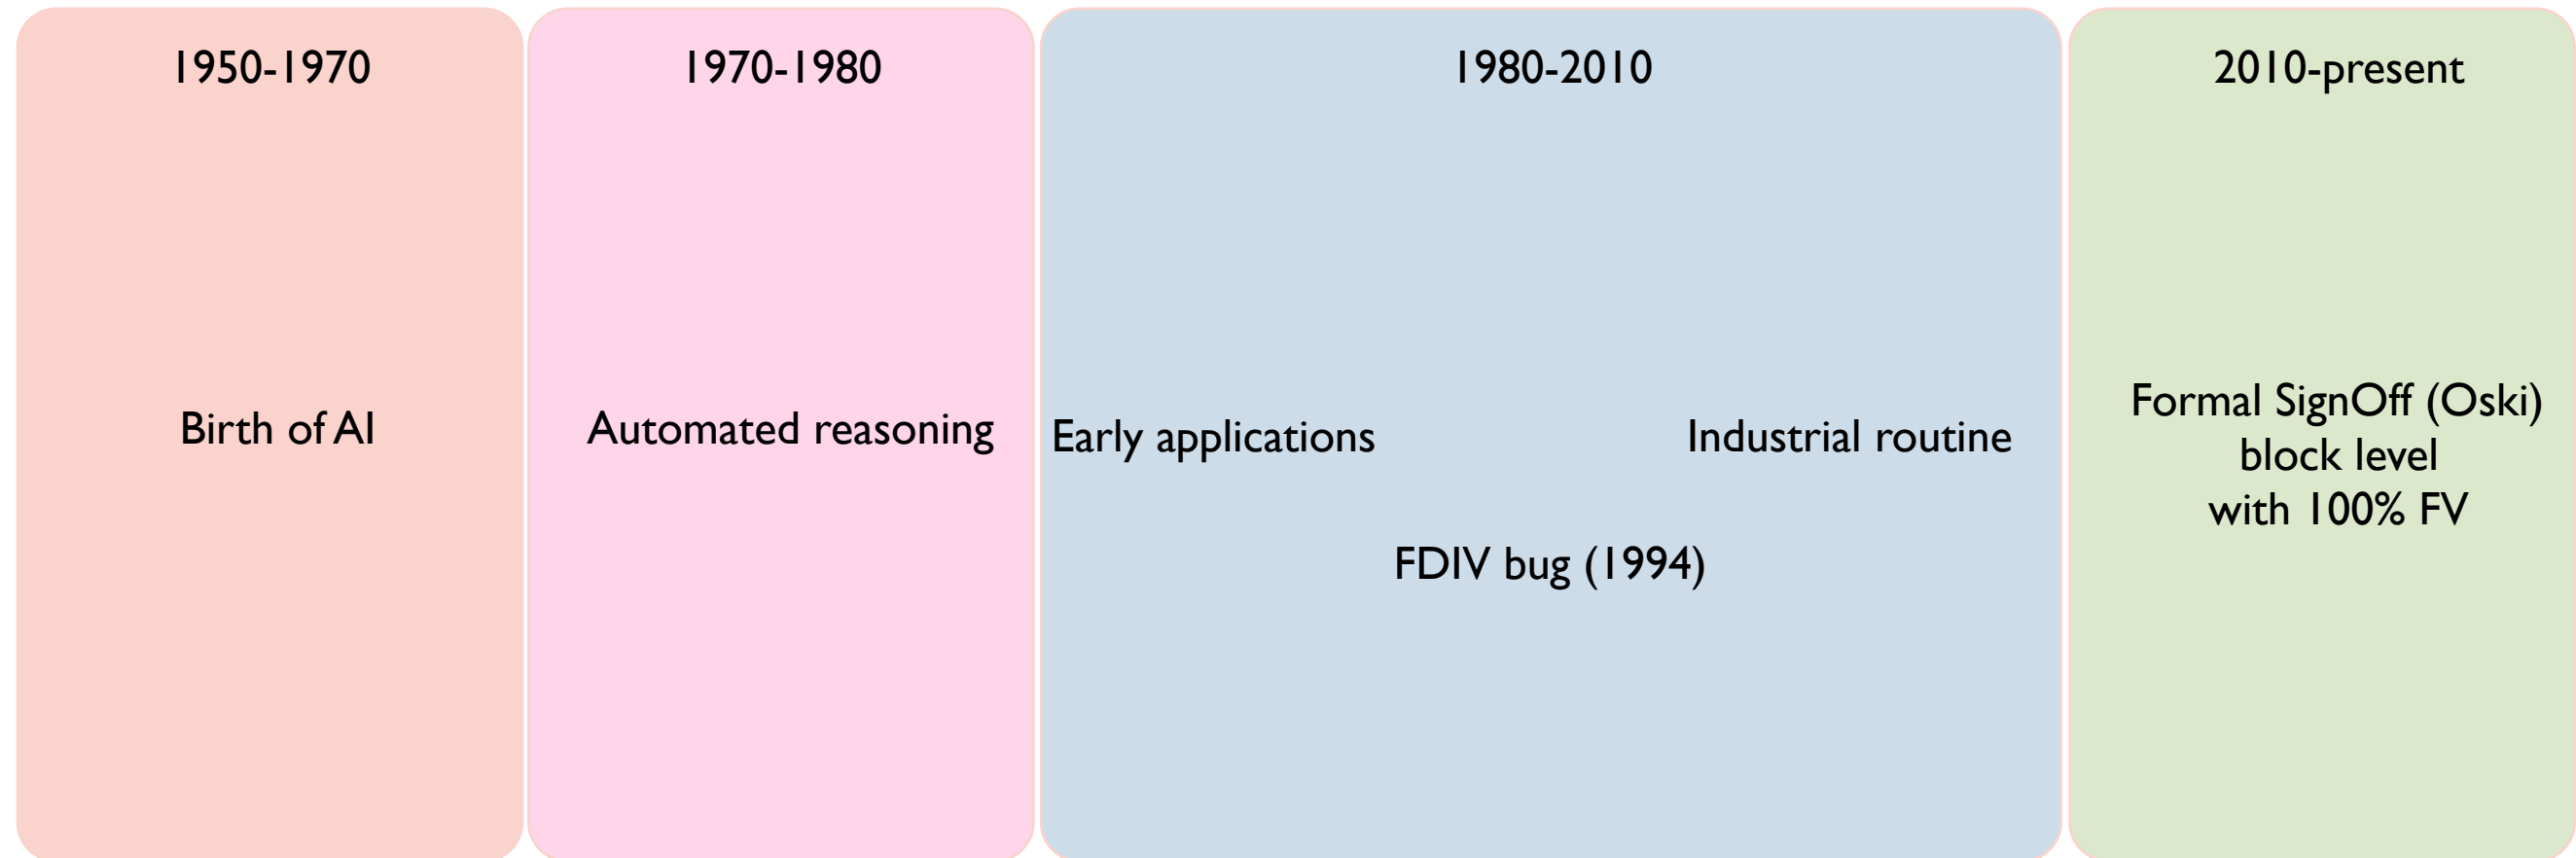 1950-1970
Birth of AI
1970-1980
Automated reasoning
1980-2010
Early applications
Industrial routine
FDIV bug (1994)
2010-present
Formal SignOff (Oski)
block level
with 100% FV